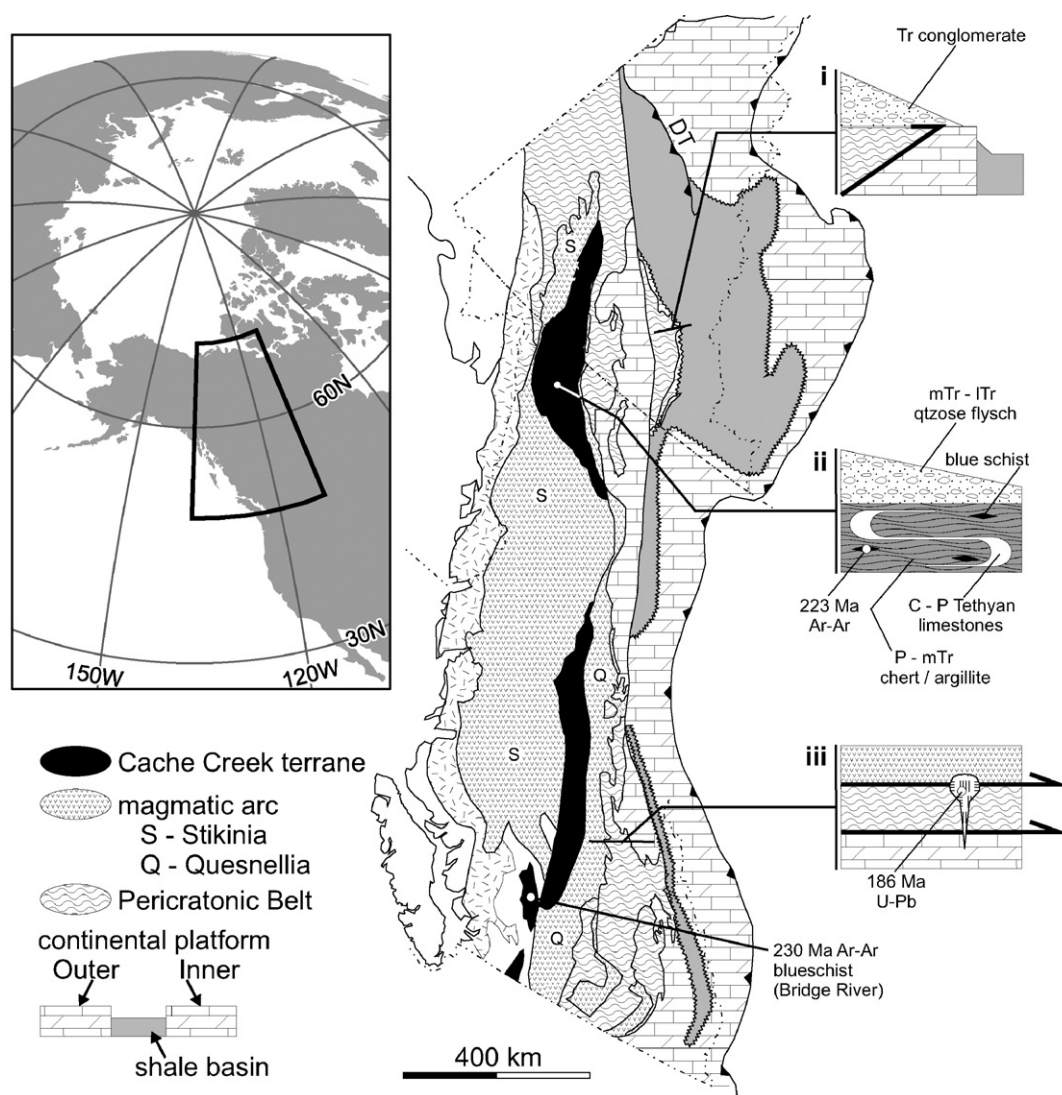 60N
30N
150W
120W
Cache Creek terrane
magmatic arc
S - Stikinia
Q - Quesnellia
Pericratonic Belt
continental platform
Outer
Inner
shale basin
400 km
DT
S
S
S
Q
Q
i
Tr conglomerate
ii
mTr - lTr
qtzose flysch
blue schist
223 Ma
Ar-Ar
C - P Tethyan
limestones
P - mTr
chert / argillite
iii
186 Ma
U-Pb
230 Ma Ar-Ar
blueschist
(Bridge River)